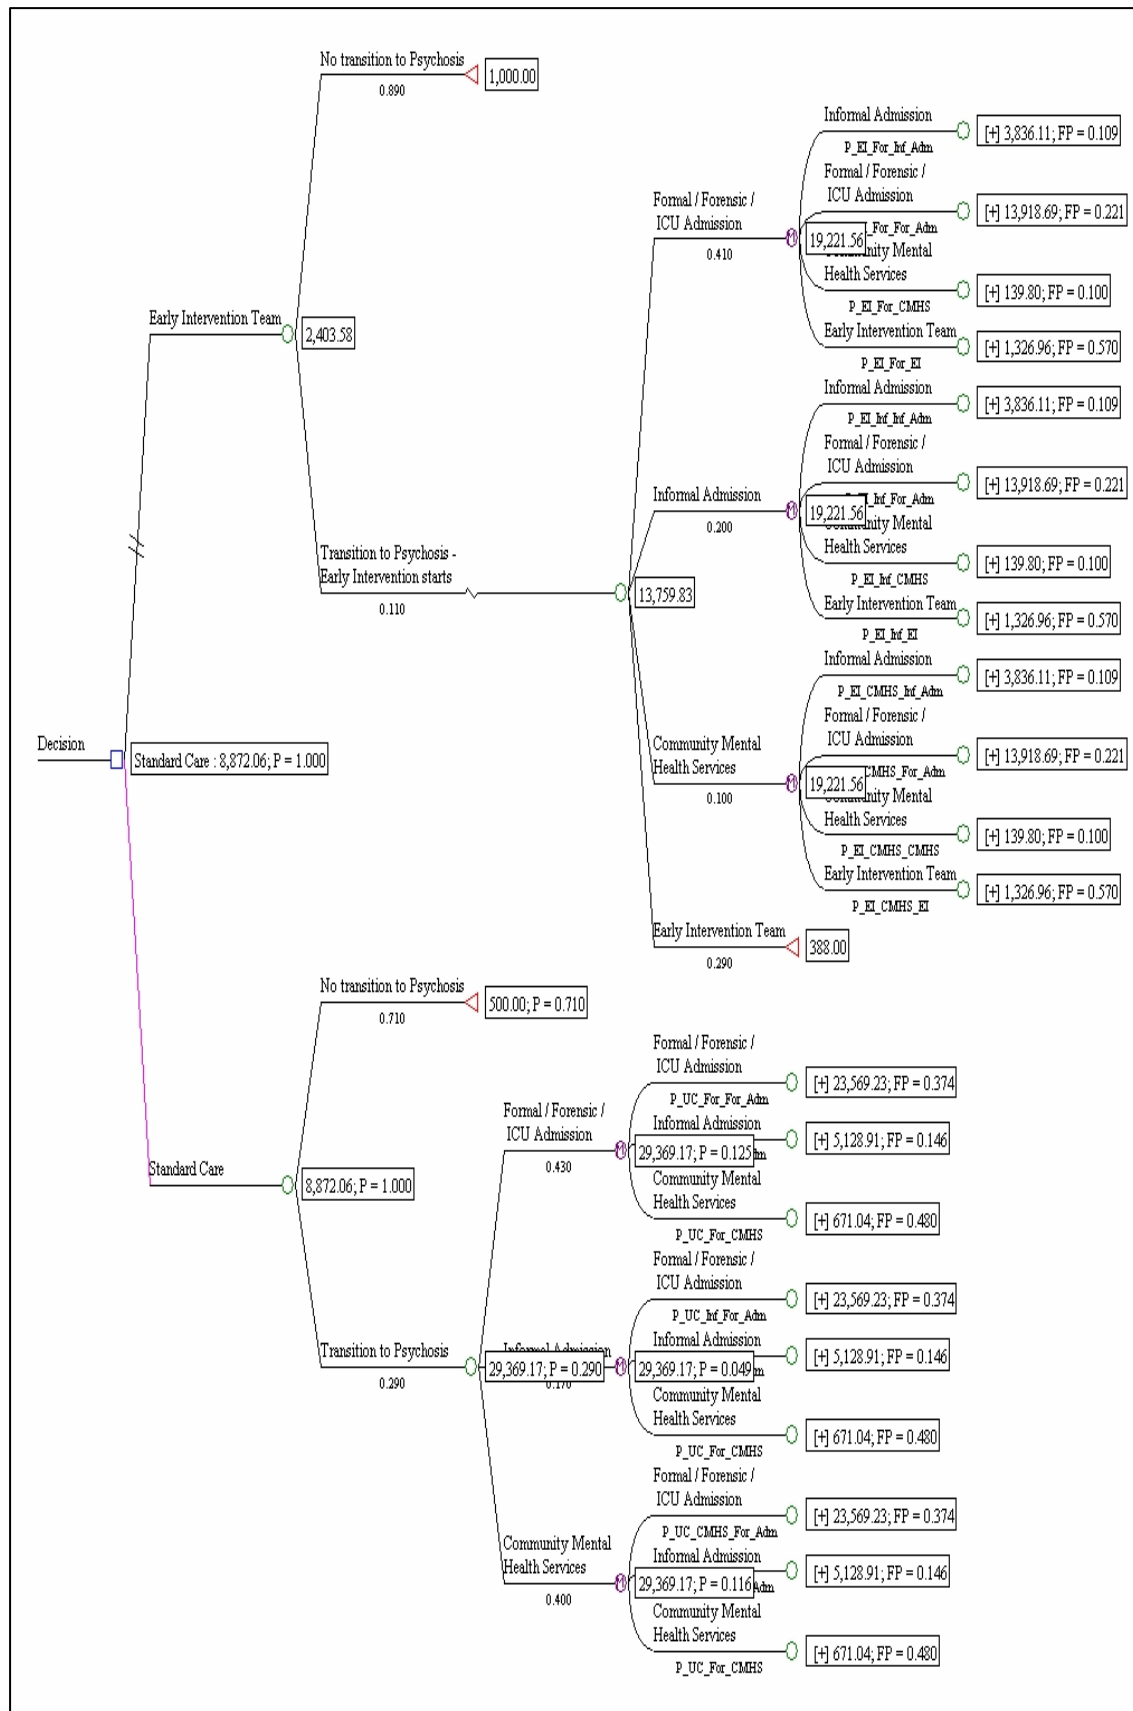 No transition to Psychosis
0.890
1,000.00
Informal Admission
P_EI_For_Inf_Adm
[+] 3,836.11; FP = 0.109
Formal / Forensic /
ICU Admission
_For_For_Adm
[+] 13,918.69; FP = 0.221
Formal / Forensic /
ICU Admission
0.410
19,221.56
Mental
Health Services
P_EI_For_CMHS
[+] 139.80; FP = 0.100
Early Intervention Team
P_EI_For_EI
[+] 1,326.96; FP = 0.570
Early Intervention Team
2,403.58
Informal Admission
P_EI_Inf_Inf_Adm
[+] 3,836.11; FP = 0.109
Formal / Forensic /
ICU Admission
_Inf_For_Adm
[+] 13,918.69; FP = 0.221
Informal Admission
0.200
19,221.56
Mental
Health Services
P_EI_Inf_CMHS
[+] 139.80; FP = 0.100
Early Intervention Team
P_EI_Inf_EI
[+] 1,326.96; FP = 0.570
Transition to Psychosis -
Early Intervention starts
0.110
13,759.83
Informal Admission
P_EI_CMHS_Inf_Adm
[+] 3,836.11; FP = 0.109
Formal / Forensic /
ICU Admission
CMHS_For_Adm
[+] 13,918.69; FP = 0.221
Community Mental
Health Services
0.100
19,221.56
Mental
Health Services
P_EI_CMHS_CMHS
[+] 139.80; FP = 0.100
Early Intervention Team
P_EI_CMHS_EI
[+] 1,326.96; FP = 0.570
Early Intervention Team
0.290
388.00
Decision
Standard Care : 8,872.06; P = 1.000
No transition to Psychosis
0.710
500.00; P = 0.710
Formal / Forensic /
ICU Admission
P_UC_For_For_Adm
[+] 23,569.23; FP = 0.374
Formal / Forensic /
ICU Admission
0.430
29,369.17; P = 0.125
Informal Admission
[+] 5,128.91; FP = 0.146
Community Mental
Health Services
P_UC_For_CMHS
[+] 671.04; FP = 0.480
Standard Care
8,872.06; P = 1.000
Formal / Forensic /
ICU Admission
P_UC_Inf_For_Adm
[+] 23,569.23; FP = 0.374
Transition to Psychosis
0.290
29,369.17; P = 0.290
Informal Admission
0.170
29,369.17; P = 0.049
Informal Admission
[+] 5,128.91; FP = 0.146
Community Mental
Health Services
P_UC_For_CMHS
[+] 671.04; FP = 0.480
Formal / Forensic /
ICU Admission
P_UC_CMHS_For_Adm
[+] 23,569.23; FP = 0.374
Community Mental
Health Services
0.400
29,369.17; P = 0.116
Informal Admission
Adm
[+] 5,128.91; FP = 0.146
Community Mental
Health Services
P_UC_For_CMHS
[+] 671.04; FP = 0.480